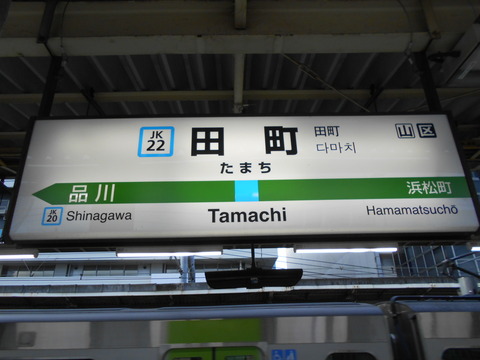 JK
22
田町
たまち
田町
다마치
山 区
品川
浜松町
JK
20
Shinagawa
Tamachi
Hamamatsuchō